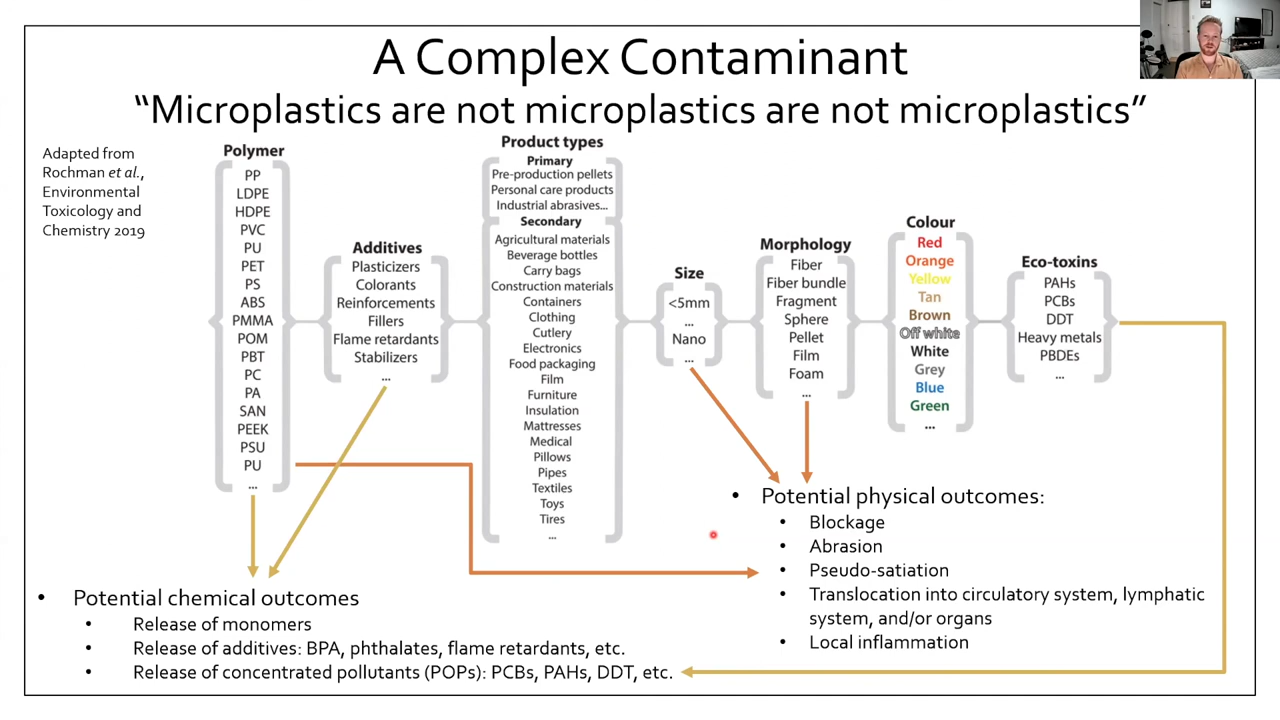 A Complex Contaminant
“Microplastics are not microplastics are not microplastics”
Adapted from
Rochman et al.,
Environmental
Toxicology and
Chemistry 2019
Polymer
PP
LDPE
HDPE
PVC
PU
PET
PS
ABS
PMMA
POM
PBT
PC
PA
SAN
PEEK
PSU
PU
...
Additives
Plasticizers
Colorants
Reinforcements
Fillers
Flame retardants
Stabilizers
...
Product types
Primary
Pre-production pellets
Personal care products
Industrial abrasives...
Secondary
Agricultural materials
Beverage bottles
Carry bags
Construction materials
Containers
Clothing
Cutlery
Electronics
Food packaging
Film
Furniture
Insulation
Mattresses
Medical
Pillows
Pipes
Textiles
Toys
Tires
...
Size
<5mm
...
Nano
...
Morphology
Fiber
Fiber bundle
Fragment
Sphere
Pellet
Film
Foam
...
Colour
Red
Orange
Yellow
Tan
Brown
Off white
White
Grey
Blue
Green
...
Eco-toxins
PAHs
PCBs
DDT
Heavy metals
PBDEs
...
• Potential physical outcomes:
• Blockage
• Abrasion
• Pseudo-satiation
• Translocation into circulatory system, lymphatic
system, and/or organs
• Local inflammation
• Potential chemical outcomes
• Release of monomers
• Release of additives: BPA, phthalates, flame retardants, etc.
• Release of concentrated pollutants (POPs): PCBs, PAHs, DDT, etc.